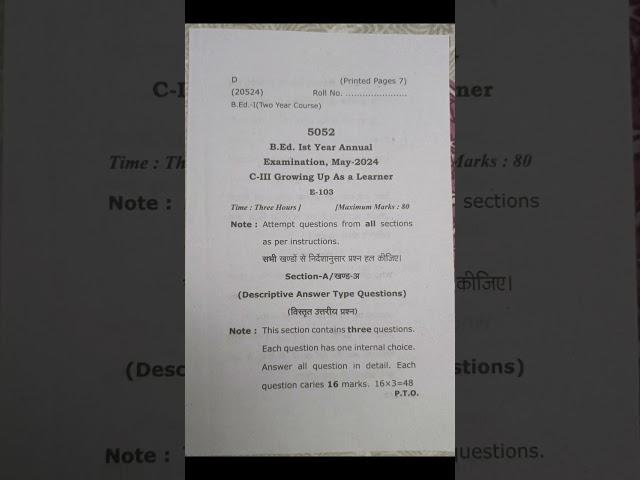 D (Printed Pages 7)
(20524) Roll No. ......................
B.Ed.-I(Two Year Course)
5052
B.Ed. Ist Year Annual
Examination, May-2024
C-III Growing Up As a Learner
E-103
Time : Three Hours ] [Maximum Marks : 80
Note : Attempt questions from all sections
as per instructions.
सभी खण्डों से निर्देशानुसार प्रश्न हल कीजिए।
Section-A/खण्ड-अ
(Descriptive Answer Type Questions)
(विस्तृत उत्तरीय प्रश्न)
Note : This section contains three questions.
Each question has one internal choice.
Answer all question in detail. Each
question caries 16 marks. 16×3=48
P.T.O.